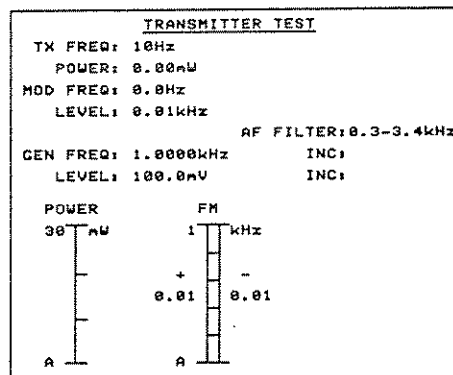 TRANSMITTER TEST
TX FREQ: 10Hz
POWER: 0.00mW
MOD FREQ: 0.0Hz
LEVEL: 0.01kHz
AF FILTER:0.3-3.4kHz
GEN FREQ: 1.0000kHz INC:
LEVEL: 100.0mV INC:
POWER FM
30 mW 1 kHz
+ -
0.01 0.01
A A